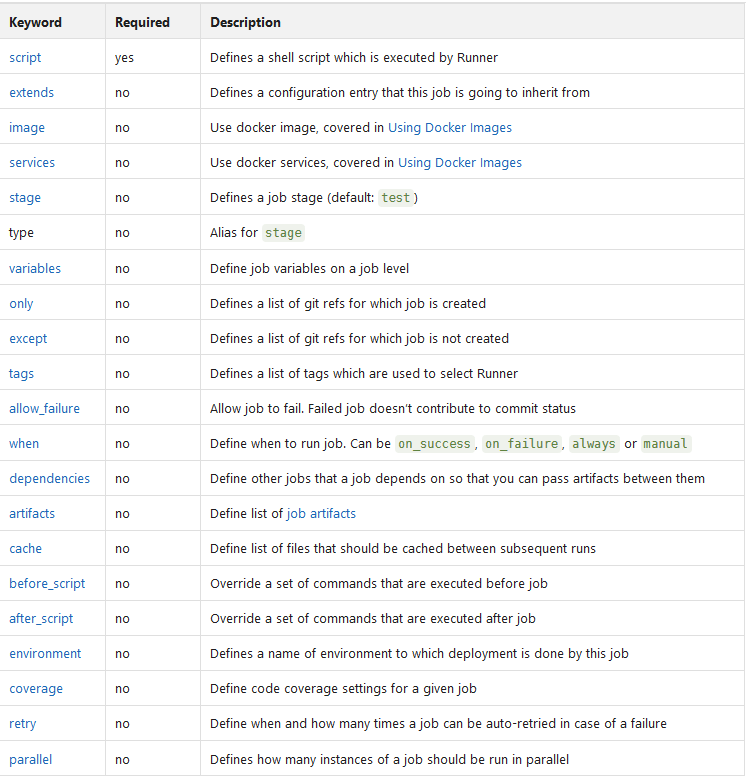 Keyword Required Description
script yes Defines a shell script which is executed by Runner
extends no Defines a configuration entry that this job is going to inherit from
image no Use docker image, covered in Using Docker Images
services no Use docker services, covered in Using Docker Images
stage no Defines a job stage (default: test)
type no Alias for stage
variables no Define job variables on a job level
only no Defines a list of git refs for which job is created
except no Defines a list of git refs for which job is not created
tags no Defines a list of tags which are used to select Runner
allow_failure no Allow job to fail. Failed job doesn't contribute to commit status
when no Define when to run job. Can be on_success, on_failure, always or manual
dependencies no Define other jobs that a job depends on so that you can pass artifacts between them
artifacts no Define list of job artifacts
cache no Define list of files that should be cached between subsequent runs
before_script no Override a set of commands that are executed before job
after_script no Override a set of commands that are executed after job
environment no Defines a name of environment to which deployment is done by this job
coverage no Define code coverage settings for a given job
retry no Define when and how many times a job can be auto-retried in case of a failure
parallel no Defines how many instances of a job should be run in parallel